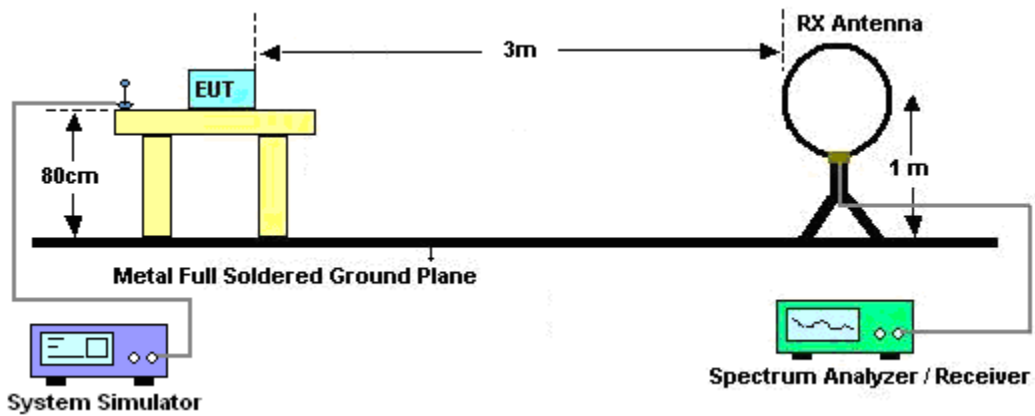 RX Antenna
3m
EUT
80cm
1 m
Metal Full Soldered Ground Plane
System Simulator
Spectrum Analyzer / Receiver